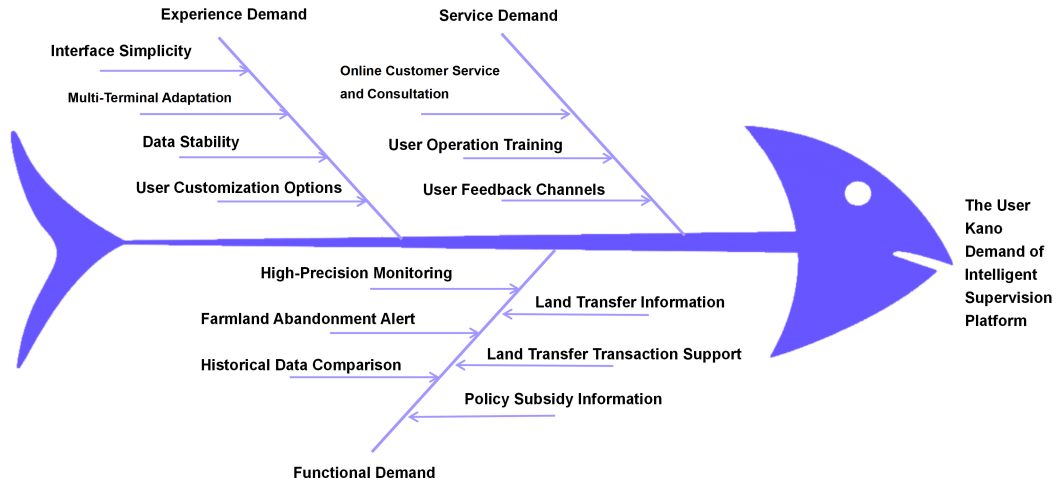 Experience Demand
Service Demand
Interface Simplicity
Multi-Terminal Adaptation
Data Stability
User Customization Options
Online Customer Service
and Consultation
User Operation Training
User Feedback Channels
The User
Kano
Demand of
Intelligent
Supervision
Platform
High-Precision Monitoring
Farmland Abandonment Alert
Historical Data Comparison
Land Transfer Information
Land Transfer Transaction Support
Policy Subsidy Information
Functional Demand